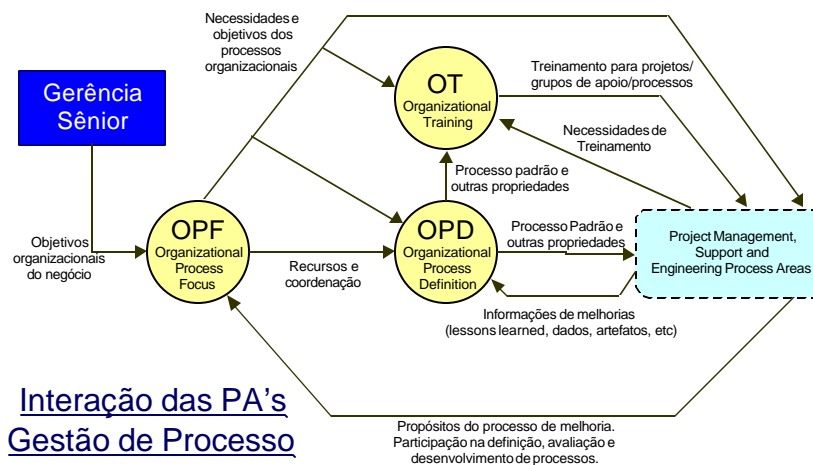 Necessidades e
objetivos dos
processos
organizacionais
Gerência
Sênior
OT
Organizational
Training
Treinamento para projetos/
grupos de apoio/processos
Necessidades de
Treinamento
Processo padrão e
outras propriedades
Objetivos
organizacionais
do negócio
OPF
Organizational
Process
Focus
Recursos e
coordenação
OPD
Organizational
Process
Definition
Processo Padrão e
outras propriedades
Project Management,
Support and
Engineering Process Areas
Informações de melhorias
(lessons learned, dados, artefatos, etc)
Interação das PA's
Gestão de Processo
Propósitos do processo de melhoria.
Participação na definição, avaliação e
desenvolvimento de processos.